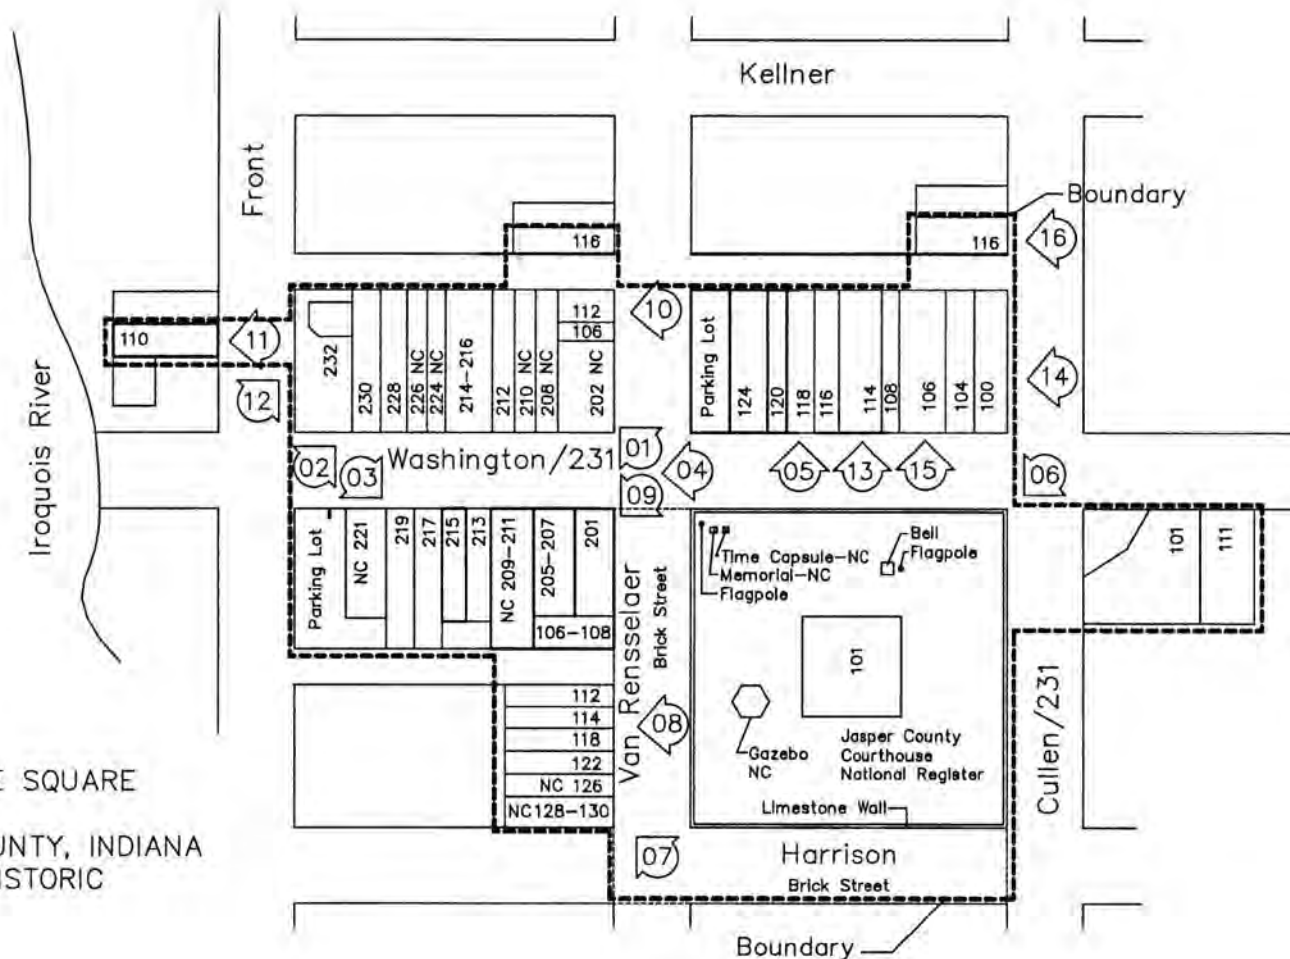 Kellner
Front
Boundary
116
116
16
10
11
110
12
112
106
232
230
228
226 NC
224 NC
214-216
212
210 NC
208 NC
202 NC
Parking Lot
124
120
118
116
114
108
106
104
100
14
Iroquois River
02
03
Washington/231
01
04
09
05
13
15
06
Parking Lot
NC 221
219
217
215
213
NC 209-211
205-207
201
106-108
Van Rensselaer
Brick Street
Time Capsule-NC
Memorial-NC
Flagpole
Bell
Flagpole
101
111
101
112
114
118
122
NC 126
NC128-130
08
Gazebo
NC
Jasper County
Courthouse
National Register
Limestone Wall
Cullen/231
07
Harrison
Brick Street
Boundary
E SQUARE
UNTY, INDIANA
ISTORIC